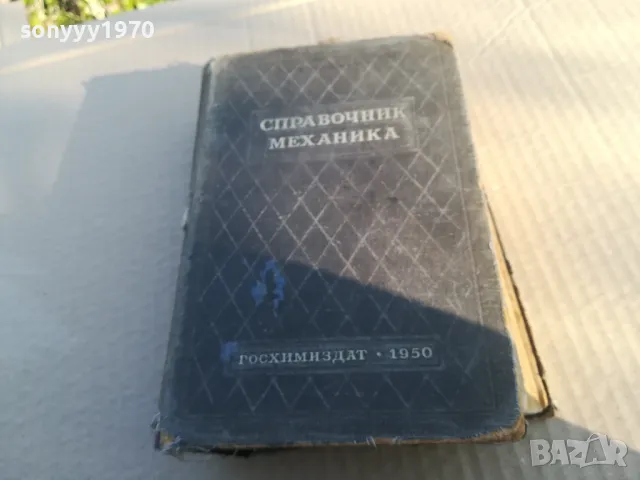 sonyyy1970
СПРАВОЧНИК
МЕХАНИКА
ГОСХИМИЗДАТ · 1950
BAZAR
bg